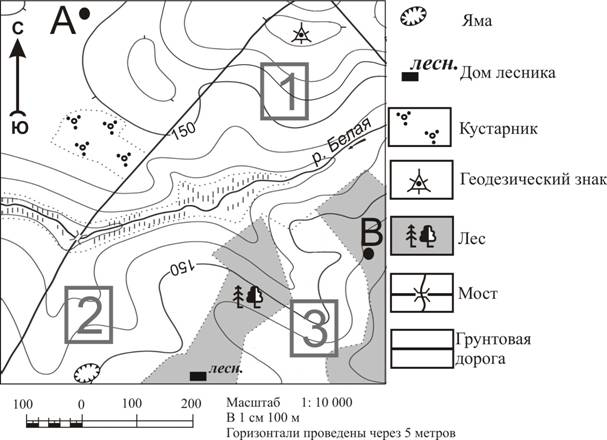 А
С
Ю
1
150
р. Белая
В
150
2
3
лесн.
Яма
лесн.
Дом лесника
Кустарник
Геодезический знак
Лес
Мост
Грунтовая
дорога
100 0 100 200
Масштаб 1: 10 000
В 1 см 100 м
Горизонтали проведены через 5 метров